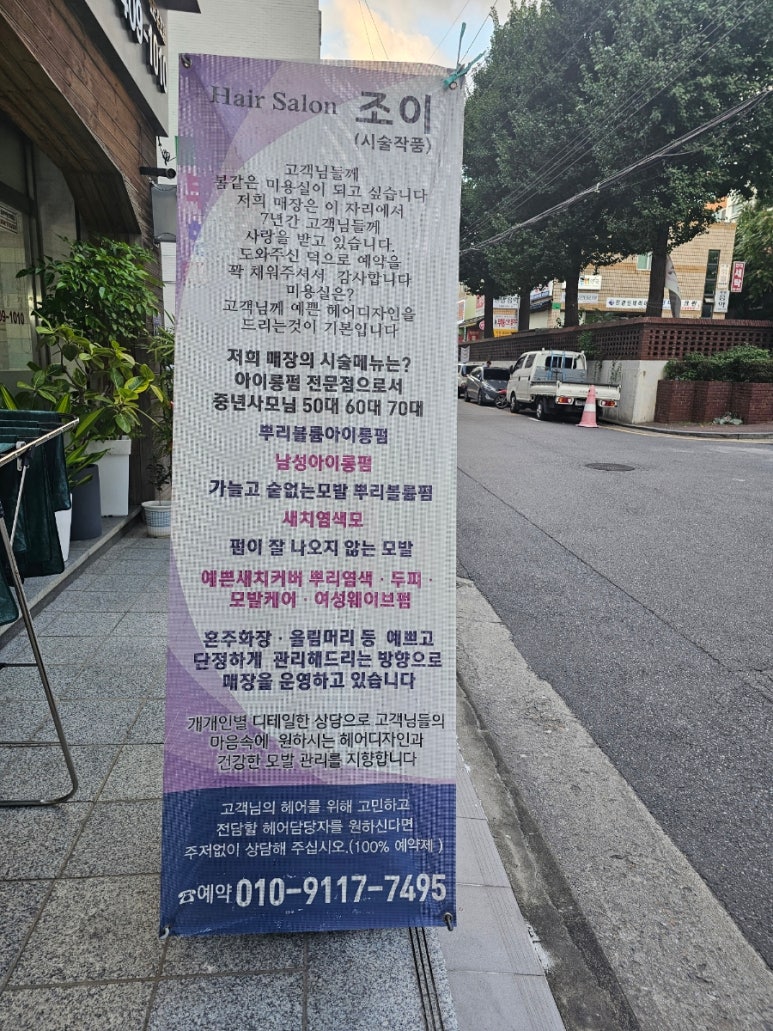 409-1010
Hair Salon 조이
(시술작품)
고객님들께
봄같은 미용실이 되고 싶습니다
저희 매장은 이 자리에서
7년간 고객님들께
사랑을 받고 있습니다.
도와주신 덕으로 예약을
꽉 채워주셔서 감사합니다
미용실은?
고객님께 예쁜 헤어디자인을
드리는것이 기본입니다
저희 매장의 시술메뉴는?
아이롱펌 전문점으로서
중년사모님 50대 60대 70대
뿌리볼륨아이롱펌
남성아이롱펌
가늘고 숱없는모발 뿌리볼륨펌
새치염색모
펌이 잘 나오지 않는 모발
예쁜새치커버 뿌리염색 · 두피 ·
모발케어 · 여성웨이브펌
혼주화장 · 올림머리 등 예쁘고
단정하게 관리해드리는 방향으로
매장을 운영하고 있습니다
개개인별 디테일한 상담으로 고객님들의
마음속에 원하시는 헤어디자인과
건강한 모발 관리를 지향합니다
고객님의 헤어를 위해 고민하고
전담할 헤어담당자를 원하신다면
주저없이 상담해 주십시오.(100% 예약제)
☎예약 010-9117-7495
09-1010
세탁